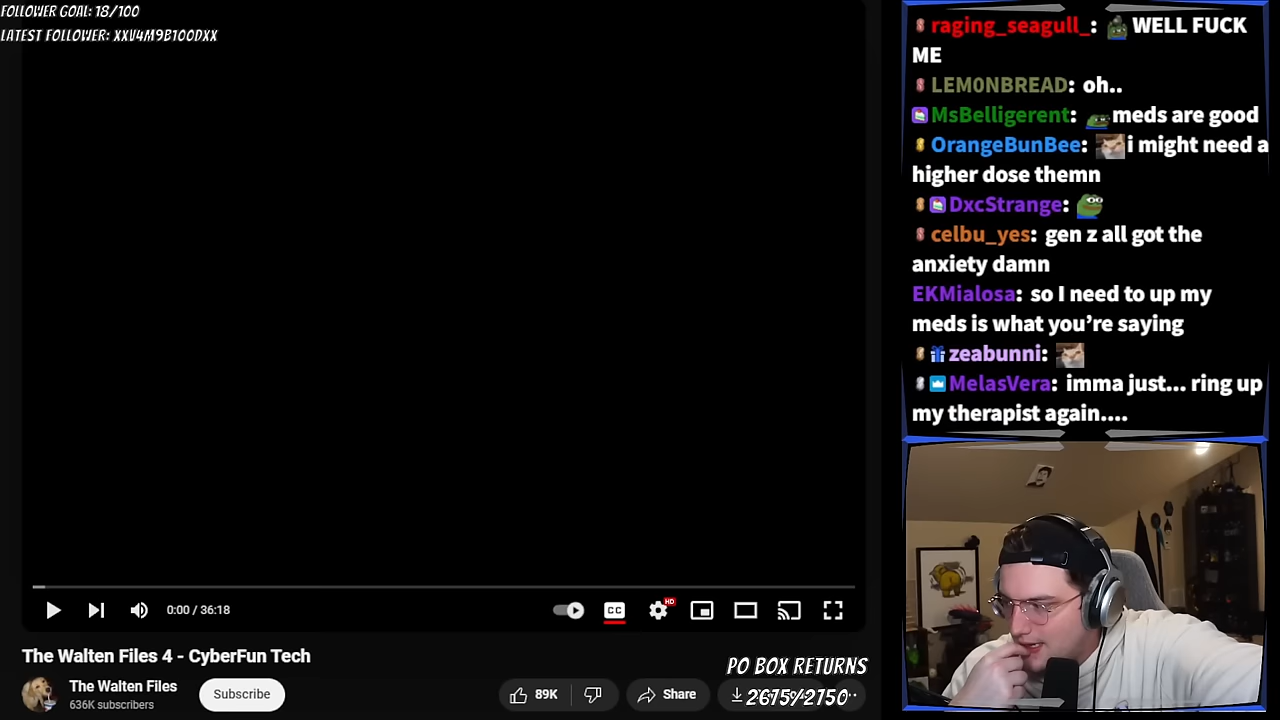 FOLLOWER GOAL: 18/100
LATEST FOLLOWER: XXV4M9B100DXX
raging_seagull_: WELL FUCK
ME
LEM0NBREAD: oh..
MsBelligerent: meds are good
OrangeBunBee: i might need a
higher dose themn
DxcStrange:
celbu_yes: gen z all got the
anxiety damn
EKMialosa: so I need to up my
meds is what you’re saying
zeabunni:
MelasVera: imma just... ring up
my therapist again....
0:00 / 36:18
CC
HD
The Walten Files 4 - CyberFun Tech
The Walten Files
636K subscribers
Subscribe
89K
Share
PO BOX RETURNS
2675/2750